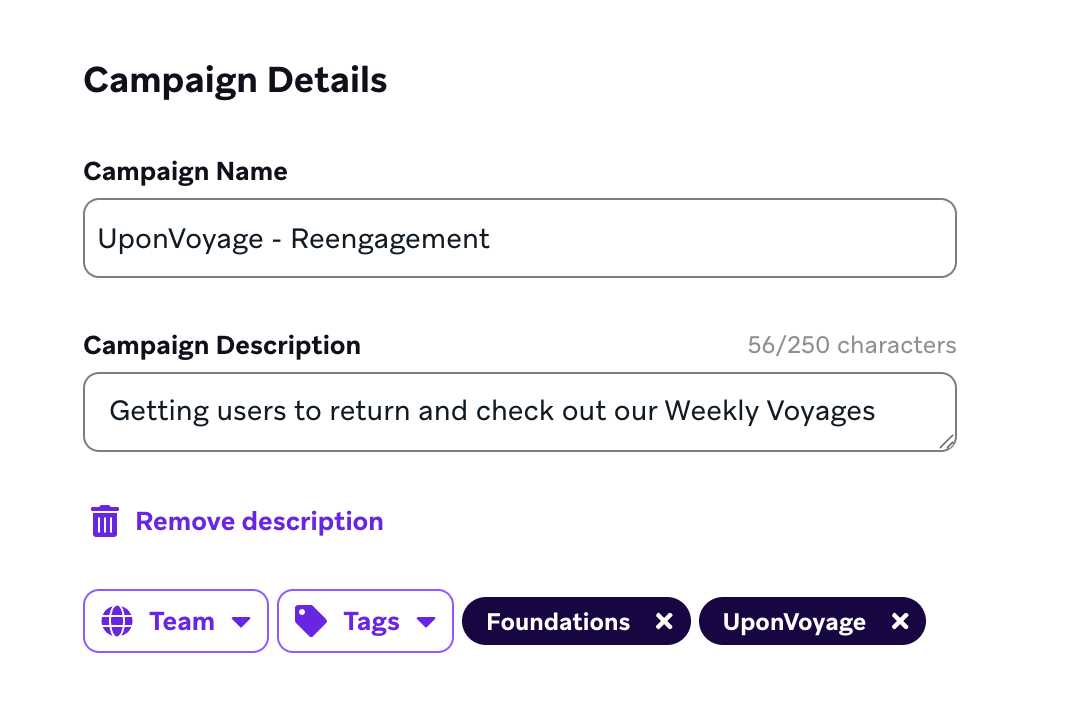 Campaign Details
Campaign Name
UponVoyage - Reengagement
Campaign Description 56/250 characters
Getting users to return and check out our Weekly Voyages
Remove description
Team Tags Foundations UponVoyage